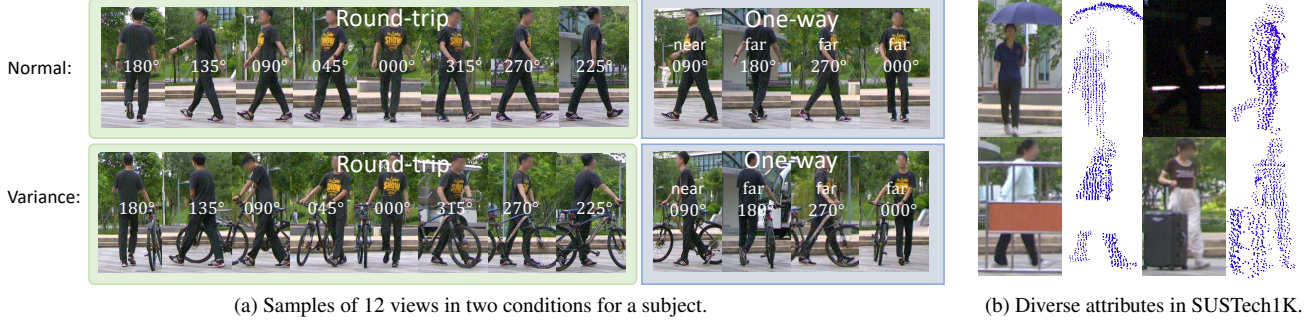 Round-trip
One-way
Normal:
180° 135° 090° 045° 000° 315° 270° 225°
near far far far
090° 180° 270° 000°
Round-trip
One-way
Variance:
180° 135° 090° 045° 000° 315° 270° 225°
near far far far
090° 180° 270° 000°
(a) Samples of 12 views in two conditions for a subject.
(b) Diverse attributes in SUSTech1K.